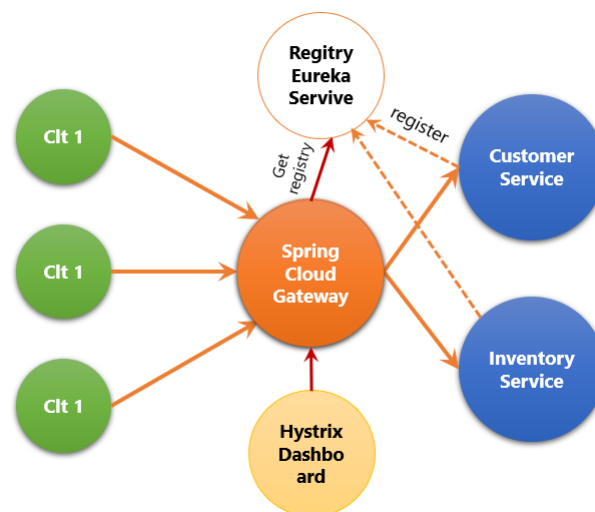 Regitry
Eureka
Servive
Clt 1
register
Get
registry
Customer
Service
Clt 1
Spring
Cloud
Gateway
Inventory
Service
Clt 1
Hystrix
Dashbo
ard